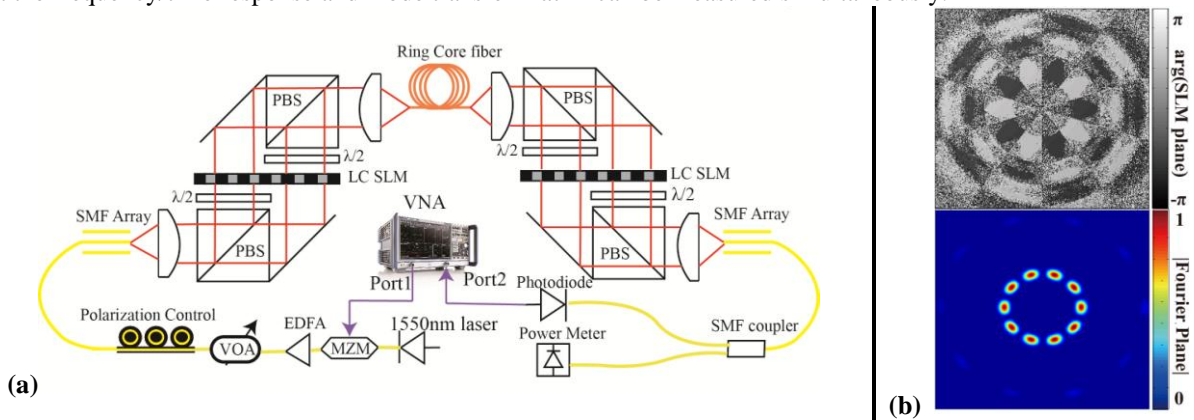 Ring Core fiber
PBS
PBS
λ/2
λ/2
LC SLM
LC SLM
λ/2
λ/2
VNA
SMF Array
SMF Array
PBS
PBS
Port1
Port2
Photodiode
Polarization Control
EDFA
1550nm laser
SMF coupler
Power Meter
VOA
MZM
(a)
π
arg(SLM plane)
-π
1
|Fourier Plane|
0
(b)